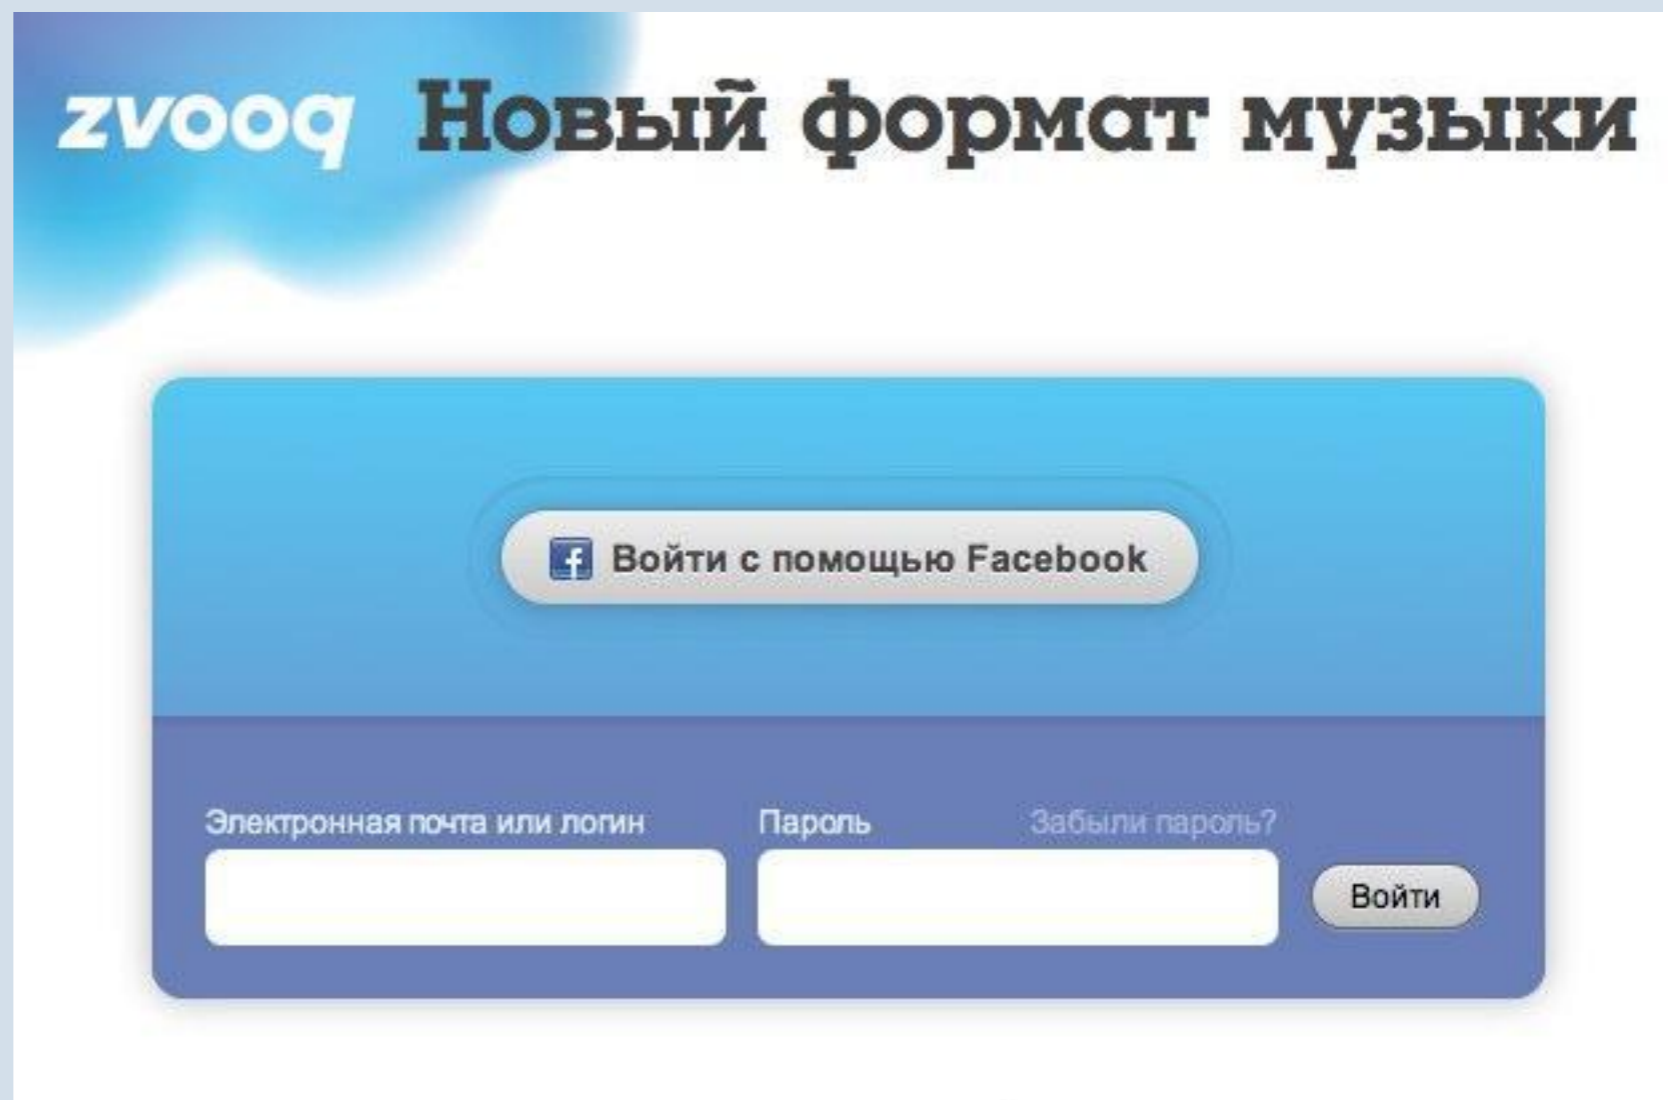 zvooq Новый формат музыки
Войти с помощью Facebook
Электронная почта или логин Пароль Забыли пароль?
Войти